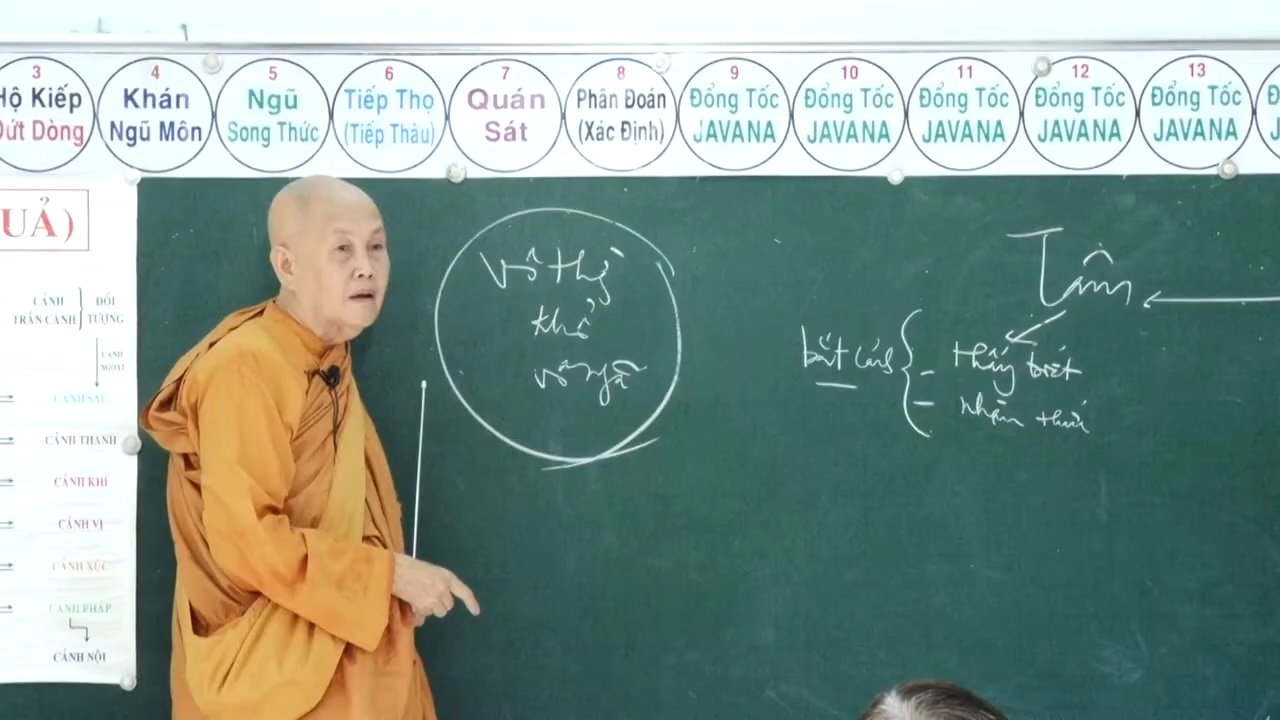 3
Hộ Kiếp
Dứt Dòng
4
Khán
Ngũ Môn
5
Ngũ
Song Thức
6
Tiếp Thọ
(Tiếp Thâu)
7
Quán
Sát
8
Phân Đoán
(Xác Định)
9
Đổng Tốc
JAVANA
10
Đổng Tốc
JAVANA
11
Đổng Tốc
JAVANA
12
Đổng Tốc
JAVANA
13
Đổng Tốc
JAVANA
UẢ)
CẢNH
TRẦN CẢNH
ĐỐI
TƯỢNG
CẢNH
NGOẠI
CẢNH SẮC
CẢNH THANH
CẢNH KHÍ
CẢNH VỊ
CẢNH XÚC
CẢNH PHÁP
CẢNH NỘI
vô thg̀
khổ
vô ngã
Tâm
bắt cảnh
- thấy biết
- nhận thức